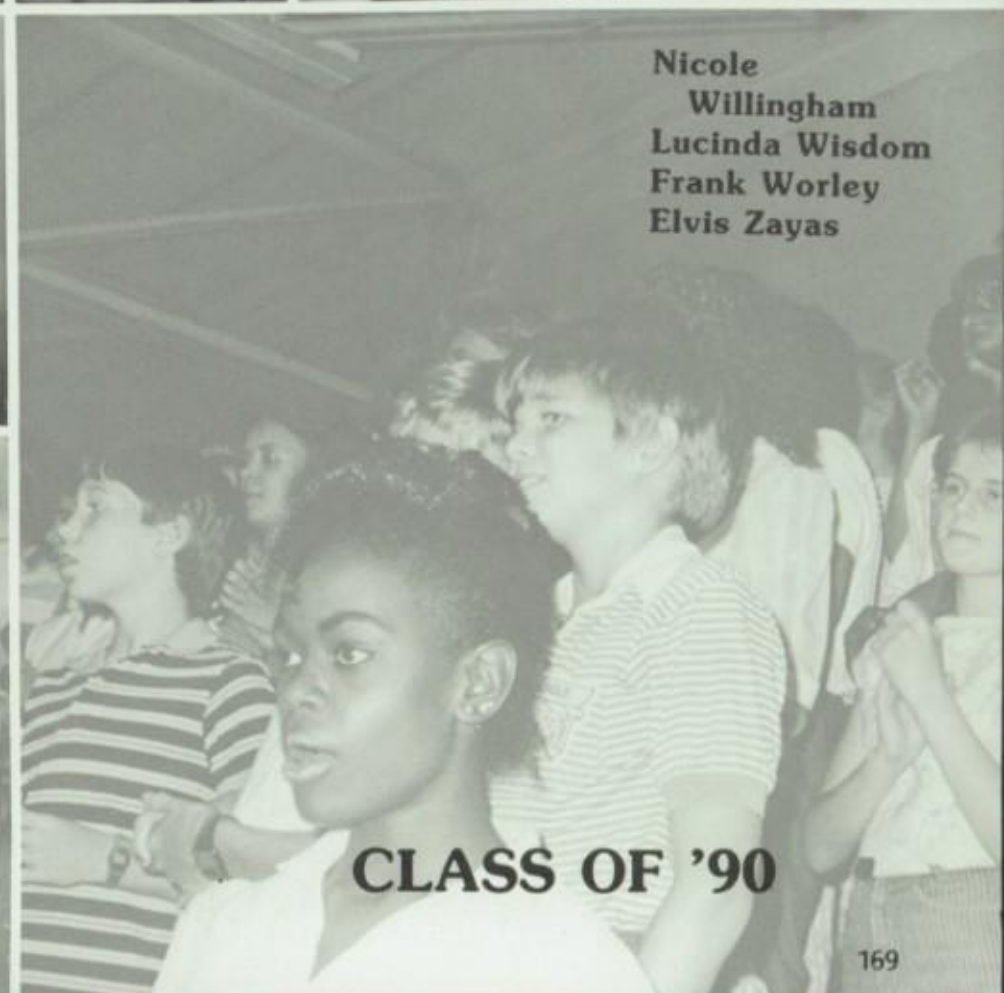 Nicole
Willingham
Lucinda Wisdom
Frank Worley
Elvis Zayas
CLASS OF ’90
169